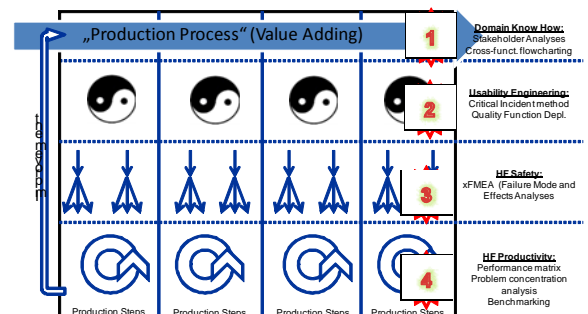 „Production Process“ (Value Adding)
1
Domain Know How:
Stakeholder Analyses
Cross-funct. flowcharting
2
Usability Engineering:
Critical Incident method
Quality Function Depl.
3
HF Safety:
xFMEA (Failure Mode and
Effects Analyses
4
HF Productivity:
Performance matrix
Problem concentration
analysis
Benchmarking
Production Steps
Production Steps
Production Steps
Production Steps